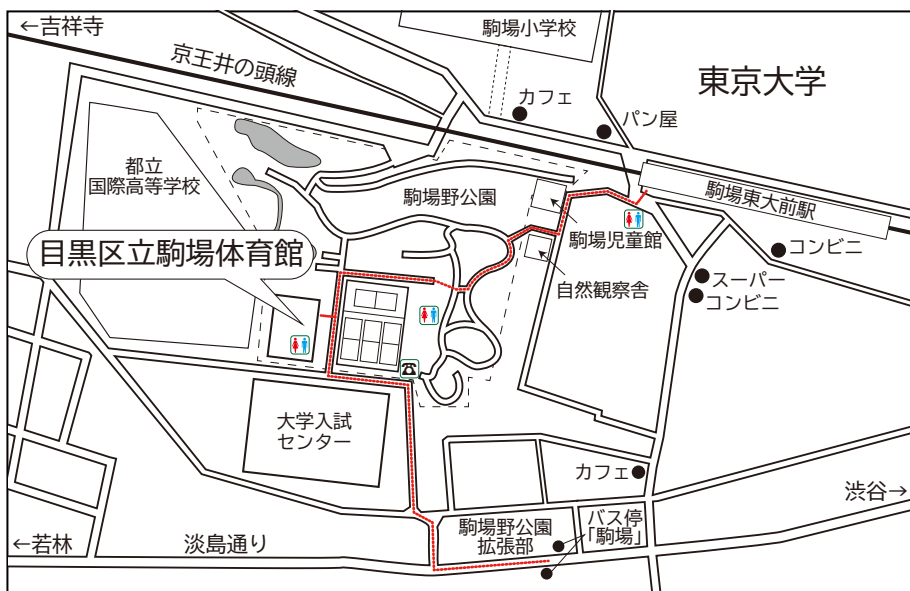 ←吉祥寺
駒場小学校
京王井の頭線
東京大学
カフェ
パン屋
都立
国際高等学校
駒場野公園
駒場東大前駅
駒場児童館
目黒区立駒場体育館
コンビニ
自然観察舎
スーパー
コンビニ
大学入試
センター
カフェ
渋谷→
←若林
淡島通り
駒場野公園
拡張部
バス停
「駒場」